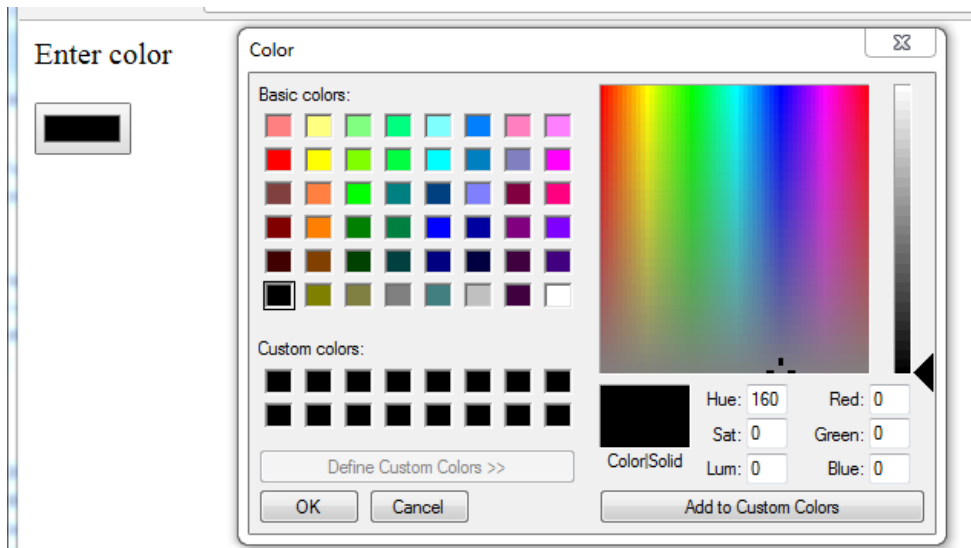 Enter color
Color
Basic colors:
Custom colors:
Define Custom Colors >>
OK Cancel
Color|Solid
Hue: 160 Red: 0
Sat: 0 Green: 0
Lum: 0 Blue: 0
Add to Custom Colors